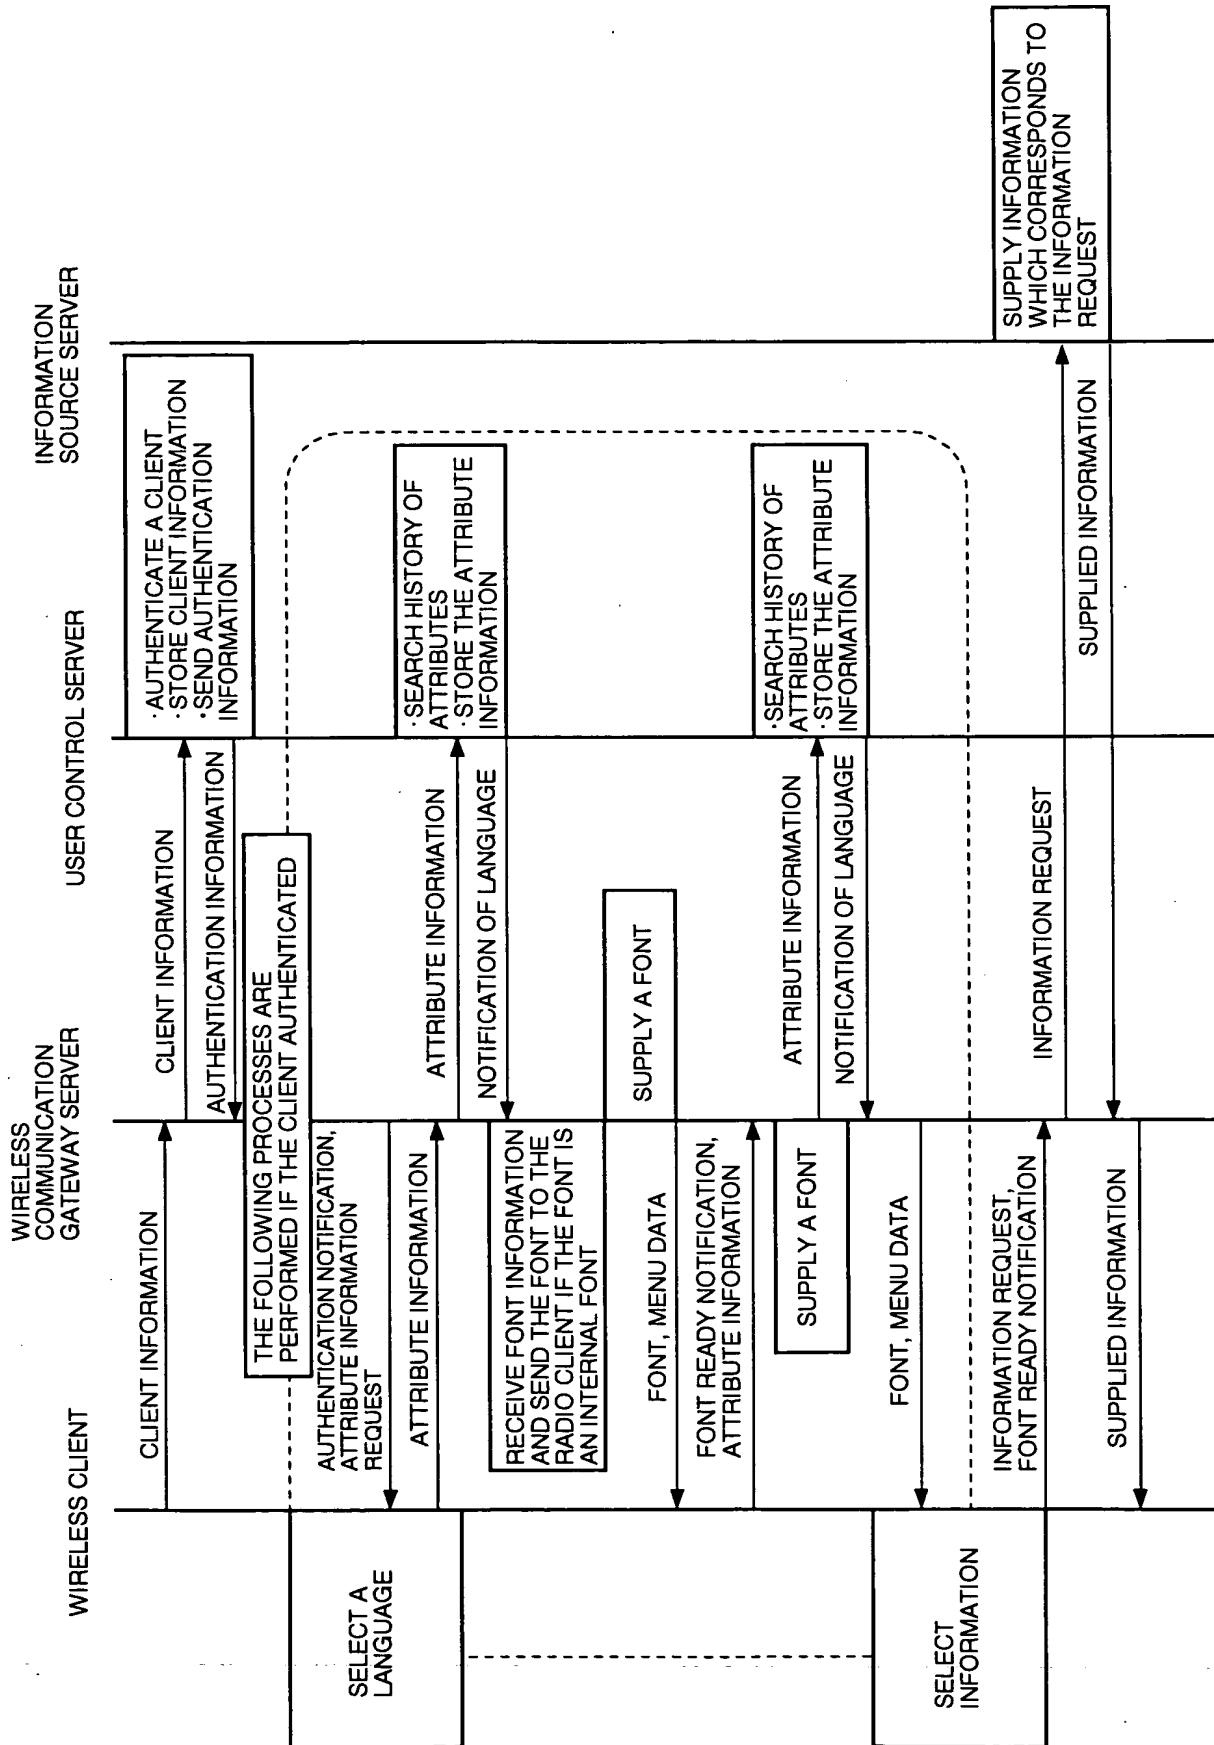 WIRELESS CLIENT
WIRELESS
COMMUNICATION
GATEWAY SERVER
USER CONTROL SERVER
INFORMATION
SOURCE SERVER
CLIENT INFORMATION
CLIENT INFORMATION
·AUTHENTICATE A CLIENT
·STORE CLIENT INFORMATION
·SEND AUTHENTICATION
INFORMATION
AUTHENTICATION INFORMATION
THE FOLLOWING PROCESSES ARE
PERFORMED IF THE CLIENT AUTHENTICATED
SELECT A
LANGUAGE
AUTHENTICATION NOTIFICATION,
ATTRIBUTE INFORMATION
REQUEST
ATTRIBUTE INFORMATION
ATTRIBUTE INFORMATION
·SEARCH HISTORY OF
ATTRIBUTES
·STORE THE ATTRIBUTE
INFORMATION
NOTIFICATION OF LANGUAGE
RECEIVE FONT INFORMATION
AND SEND THE FONT TO THE
RADIO CLIENT IF THE FONT IS
AN INTERNAL FONT
SUPPLY A FONT
FONT, MENU DATA
FONT READY NOTIFICATION,
ATTRIBUTE INFORMATION
ATTRIBUTE INFORMATION
·SEARCH HISTORY OF
ATTRIBUTES
·STORE THE ATTRIBUTE
INFORMATION
NOTIFICATION OF LANGUAGE
SUPPLY A FONT
FONT, MENU DATA
SELECT
INFORMATION
INFORMATION REQUEST,
FONT READY NOTIFICATION
INFORMATION REQUEST
SUPPLY INFORMATION
WHICH CORRESPONDS TO
THE INFORMATION
REQUEST
SUPPLIED INFORMATION
SUPPLIED INFORMATION